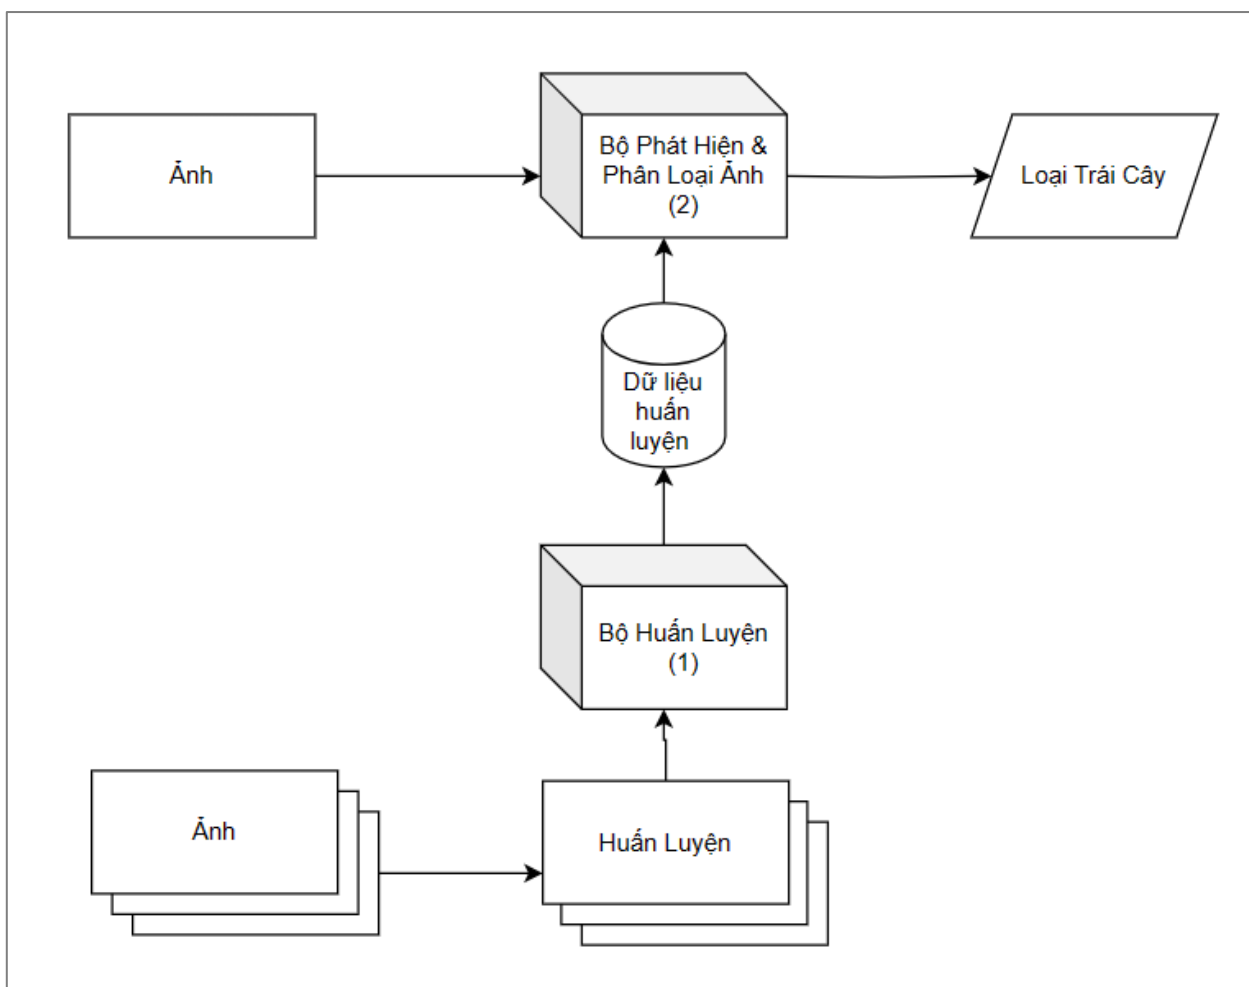 Ảnh
Bộ Phát Hiện &
Phân Loại Ảnh
(2)
Loại Trái Cây
Dữ liệu
huấn
luyện
Bộ Huấn Luyện
(1)
Ảnh
Huấn Luyện